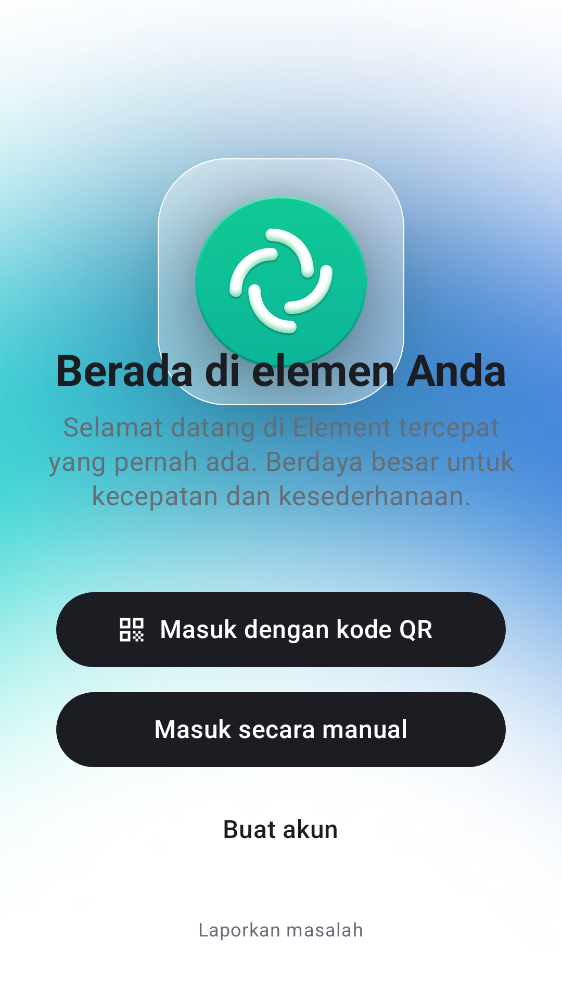 Berada di elemen Anda
Selamat datang di Element tercepat
yang pernah ada. Berdaya besar untuk
kecepatan dan kesederhanaan.
Masuk dengan kode QR
Masuk secara manual
Buat akun
Laporkan masalah